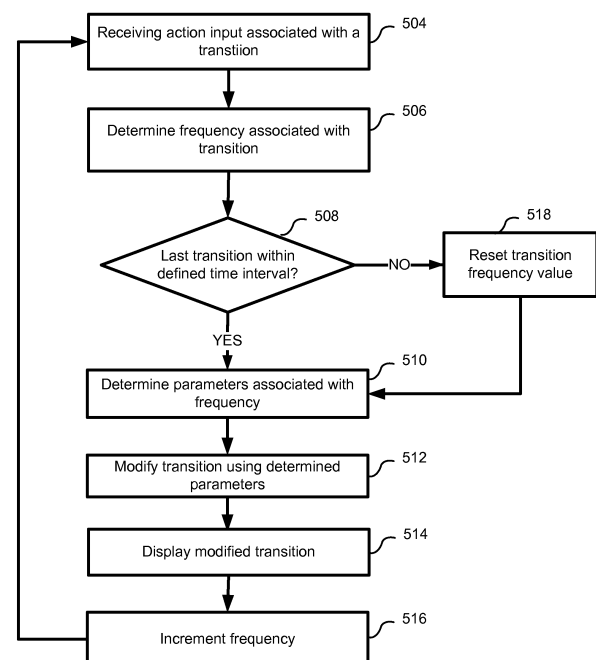 Receiving action input associated with a
transtiion
504
Determine frequency associated with
transition
506
Last transition within
defined time interval?
508
NO
Reset transition
frequency value
518
YES
Determine parameters associated with
frequency
510
Modify transition using determined
parameters
512
Display modified transition
514
Increment frequency
516